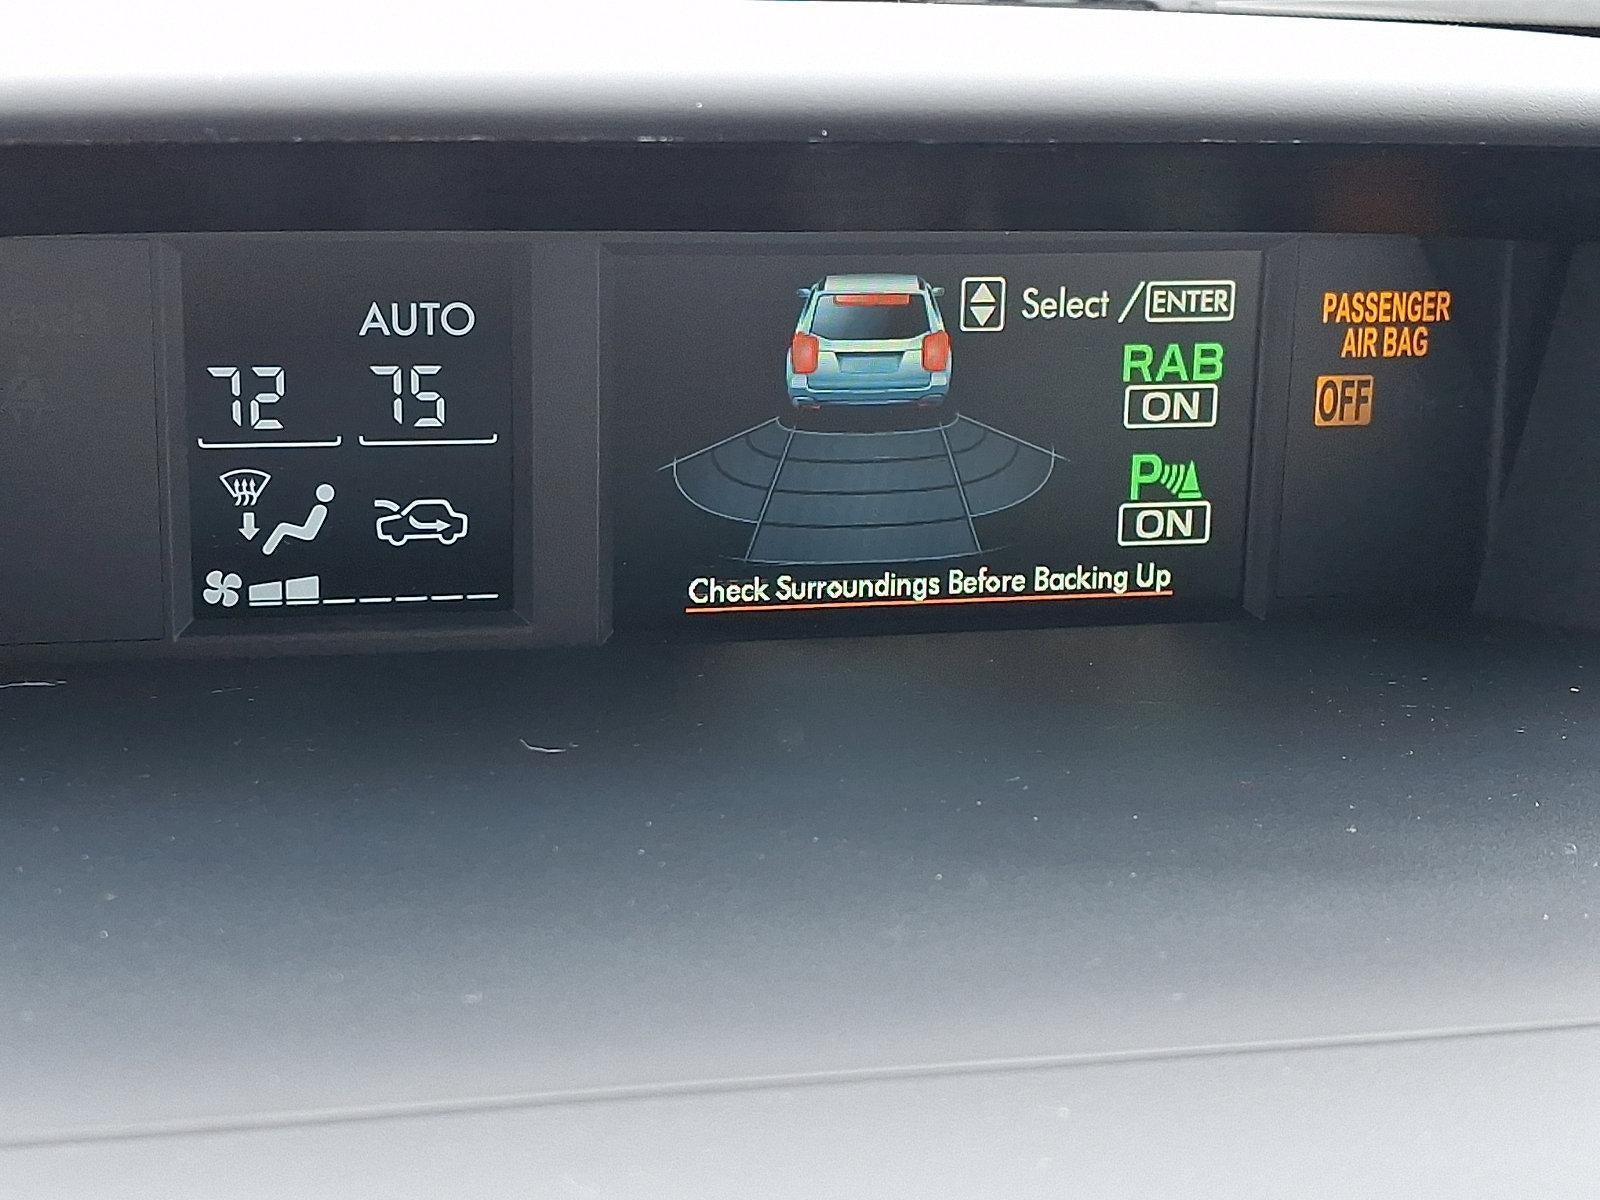 AUTO
72 75
Select / ENTER
RAB
ON
P
ON
Check Surroundings Before Backing Up
PASSENGER
AIR BAG
OFF